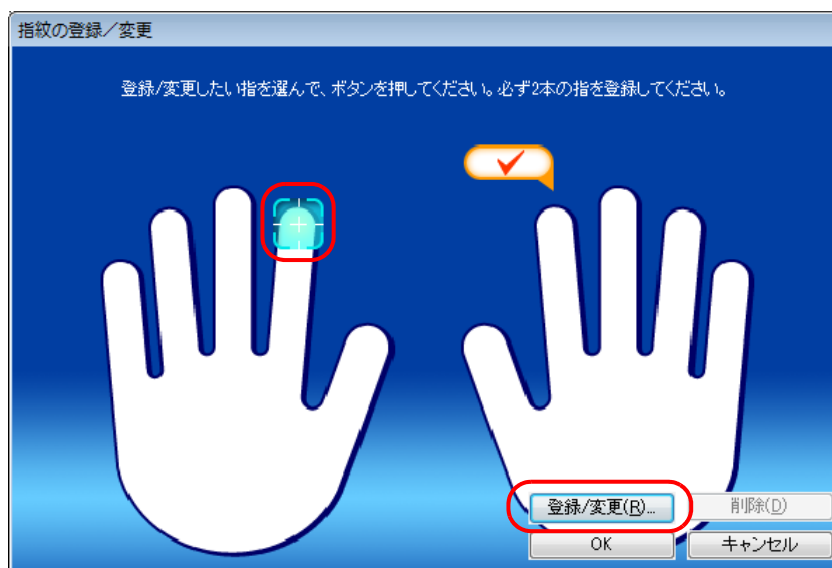 指紋の登録／変更
登録/変更したい指を選んで、ボタンを押してください。必ず2本の指を登録してください。
登録/変更(R)...
削除(D)
OK
キャンセル